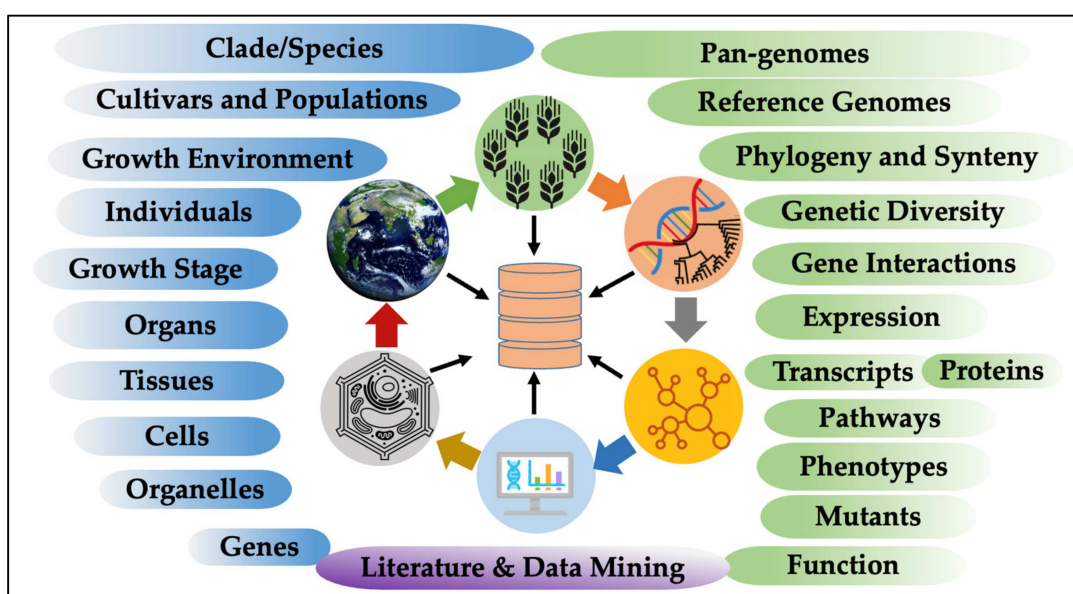 Clade/Species
Cultivars and Populations
Growth Environment
Individuals
Growth Stage
Organs
Tissues
Cells
Organelles
Genes
Literature & Data Mining
Pan-genomes
Reference Genomes
Phylogeny and Synteny
Genetic Diversity
Gene Interactions
Expression
Transcripts Proteins
Pathways
Phenotypes
Mutants
Function